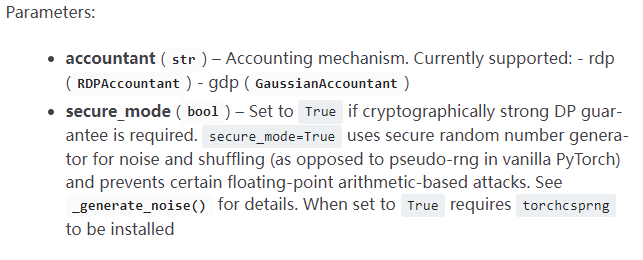 Parameters:
• accountant ( str ) – Accounting mechanism. Currently supported: - rdp
( RDPAccountant ) - gdp ( GaussianAccountant )
• secure_mode ( bool ) – Set to True if cryptographically strong DP guar-
antee is required. secure_mode=True uses secure random number genera-
tor for noise and shuffling (as opposed to pseudo-rng in vanilla PyTorch)
and prevents certain floating-point arithmetic-based attacks. See
_generate_noise() for details. When set to True requires torchcsprng
to be installed